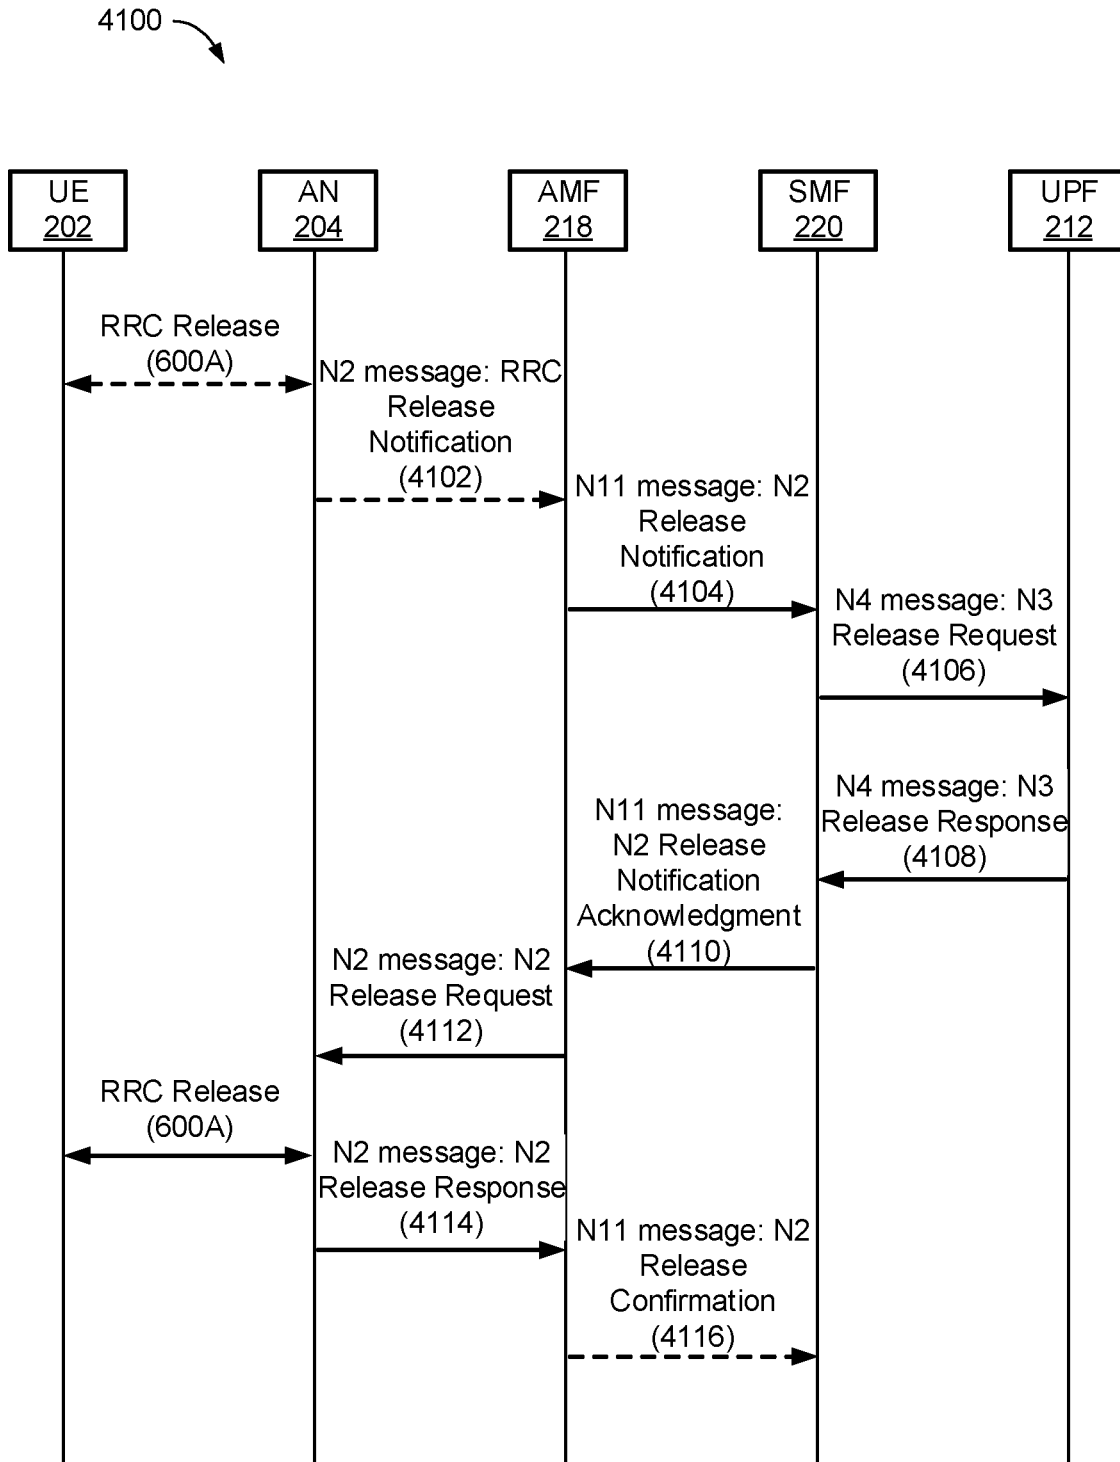 4100
UE
202
AN
204
AMF
218
SMF
220
UPF
212
RRC Release
(600A)
N2 message: RRC
Release
Notification
(4102)
N11 message: N2
Release
Notification
(4104)
N4 message: N3
Release Request
(4106)
N4 message: N3
Release Response
(4108)
N11 message:
N2 Release
Notification
Acknowledgment
(4110)
N2 message: N2
Release Request
(4112)
RRC Release
(600A)
N2 message: N2
Release Response
(4114)
N11 message: N2
Release
Confirmation
(4116)